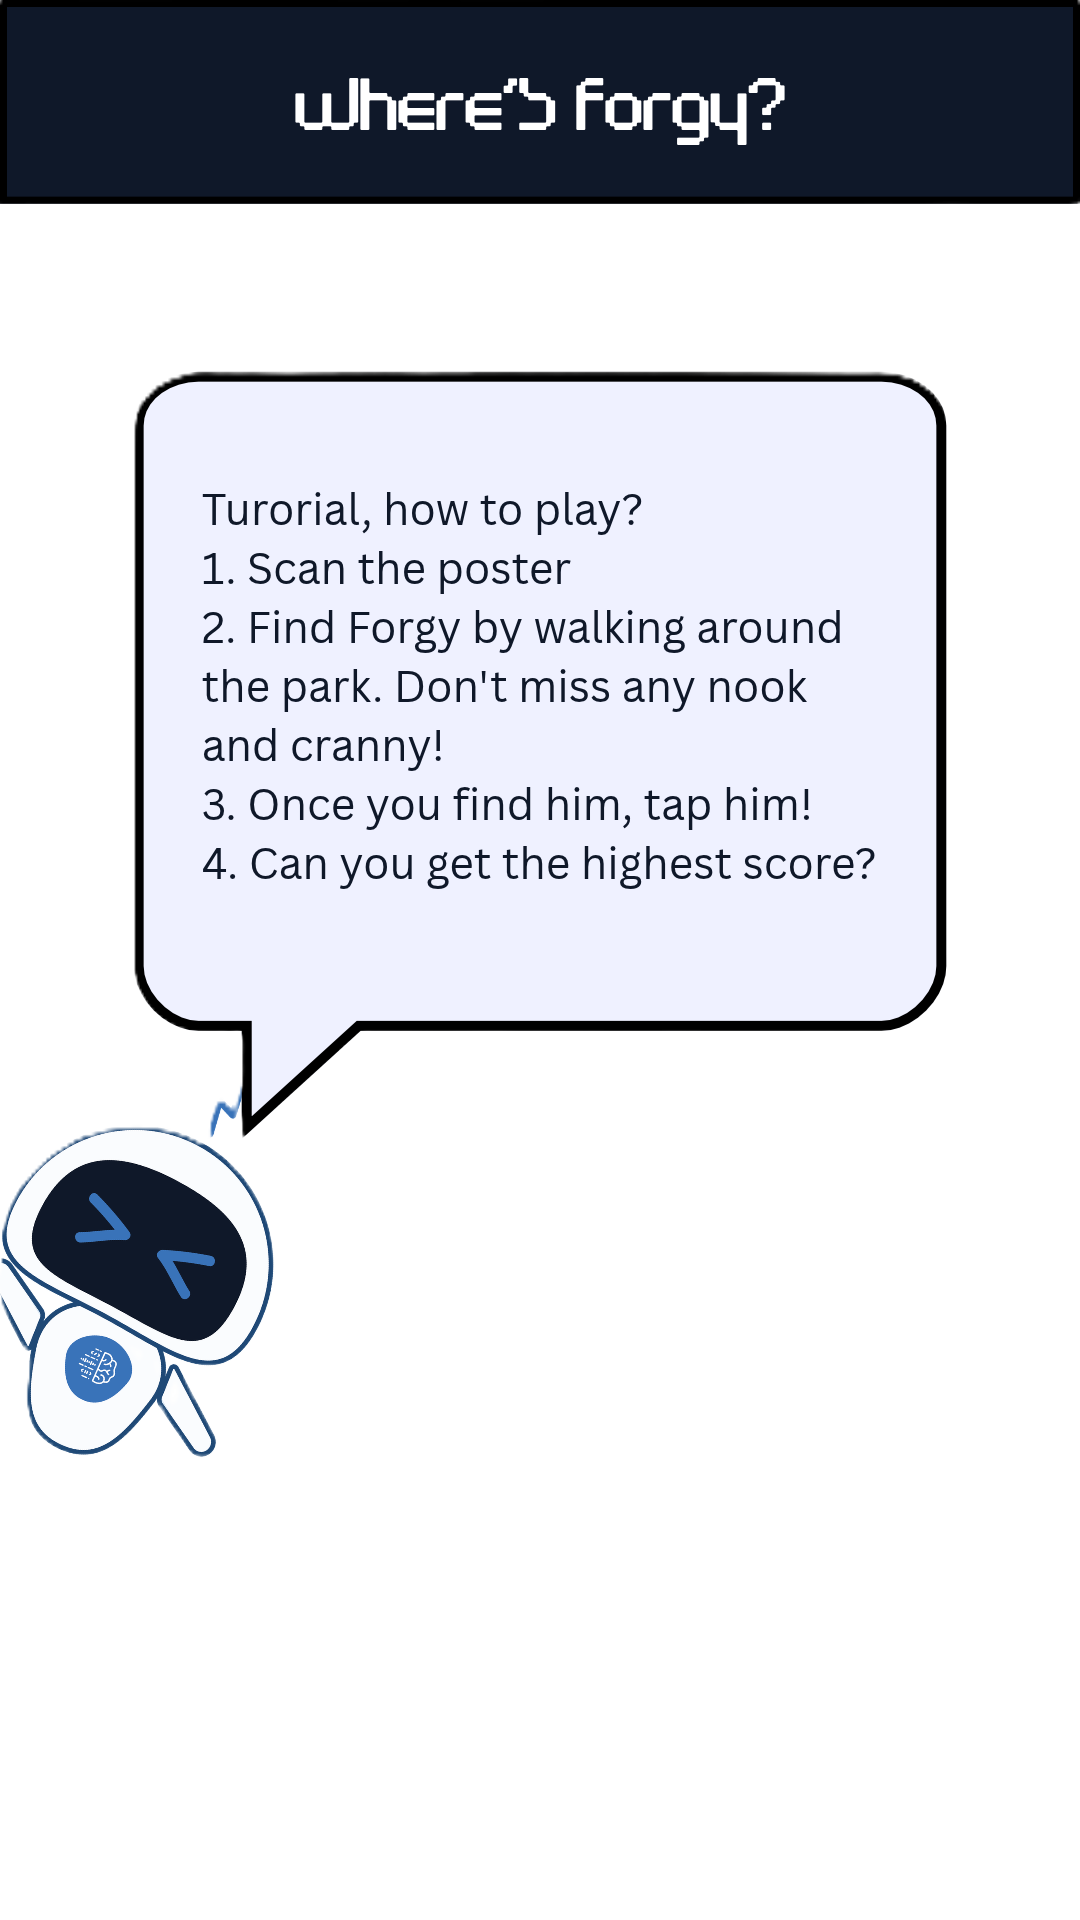 where's forgy?
Turorial, how to play?
1. Scan the poster
2. Find Forgy by walking around
the park. Don't miss any nook
and cranny!
3. Once you find him, tap him!
4. Can you get the highest score?